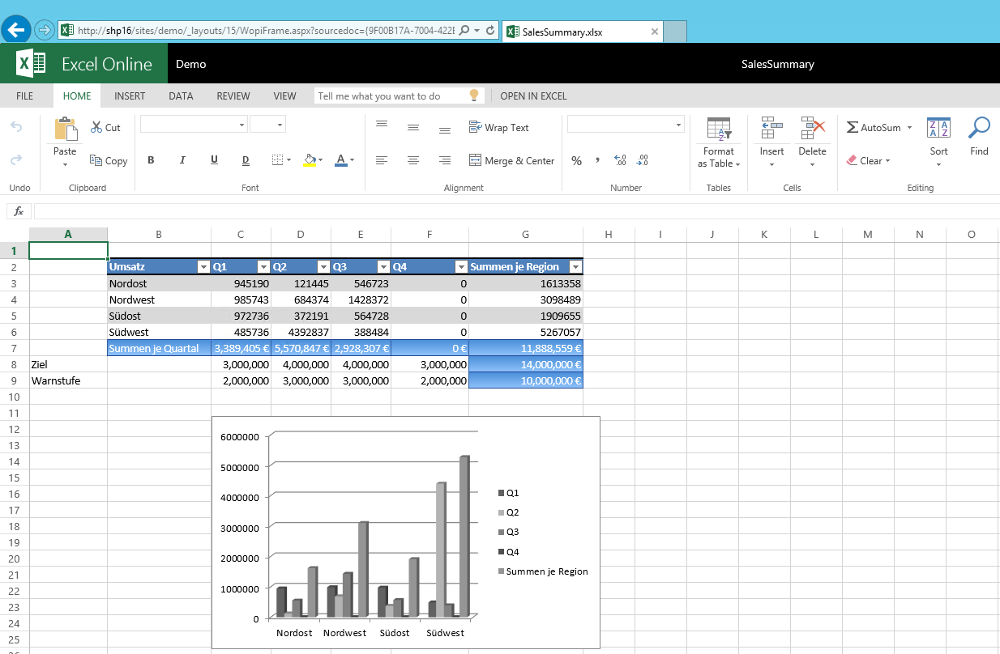 http://shp16/sites/demo/_layouts/15/WopiFrame.aspx?sourcedoc={9F00B17A-7004-422E
SalesSummary.xlsx
Excel Online Demo SalesSummary
FILE HOME INSERT DATA REVIEW VIEW Tell me what you want to do OPEN IN EXCEL
Cut Wrap Text AutoSum
Paste Format Insert Delete Sort Find
Copy B I U D A Merge & Center % , .00 .00 as Table Clear
Undo Clipboard Font Alignment Number Tables Cells Editing
fx
A B C D E F G H I J K L M N O
1
2 Umsatz Q1 Q2 Q3 Q4 Summen je Region
3 Nordost 945190 121445 546723 0 1613358
4 Nordwest 985743 684374 1428372 0 3098489
5 Südost 972736 372191 564728 0 1909655
6 Südwest 485736 4392837 388484 0 5267057
7 Summen je Quartal 3,389,405 € 5,570,847 € 2,928,307 € 0 € 11,888,559 €
8 Ziel 3,000,000 4,000,000 4,000,000 3,000,000 14,000,000 €
9 Warnstufe 2,000,000 3,000,000 3,000,000 2,000,000 10,000,000 €
10
11
12
13
14
15
16
17
18
19
20
21
22
23
24
25
6000000
5000000
4000000
3000000
2000000
1000000
0
Nordost Nordwest Südost Südwest
Q1
Q2
Q3
Q4
Summen je Region